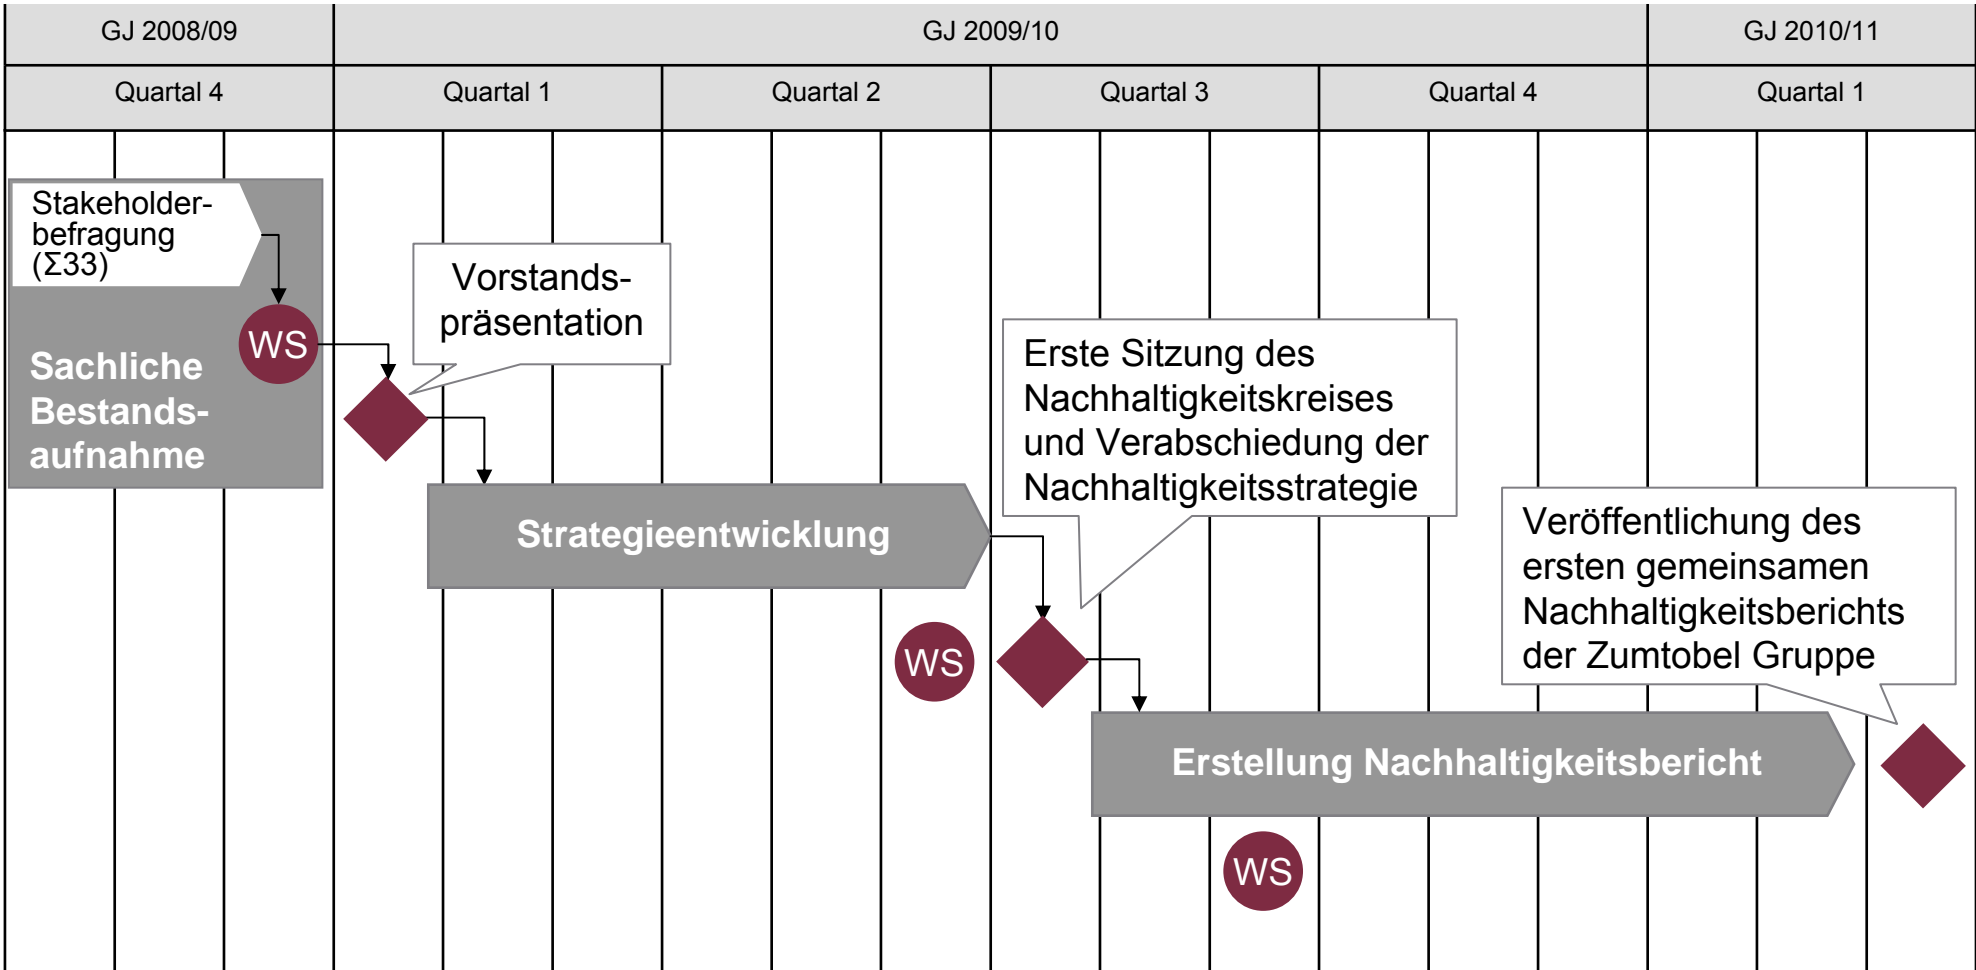 GJ 2008/09
GJ 2009/10
GJ 2010/11
Quartal 4
Quartal 1
Quartal 2
Quartal 3
Quartal 4
Quartal 1
Stakeholder-
befragung
(Σ33)
WS
Sachliche
Bestands-
aufnahme
Vorstands-
präsentation
Strategieentwicklung
WS
Erste Sitzung des
Nachhaltigkeitskreises
und Verabschiedung der
Nachhaltigkeitsstrategie
Erstellung Nachhaltigkeitsbericht
WS
Veröffentlichung des
ersten gemeinsamen
Nachhaltigkeitsberichts
der Zumtobel Gruppe